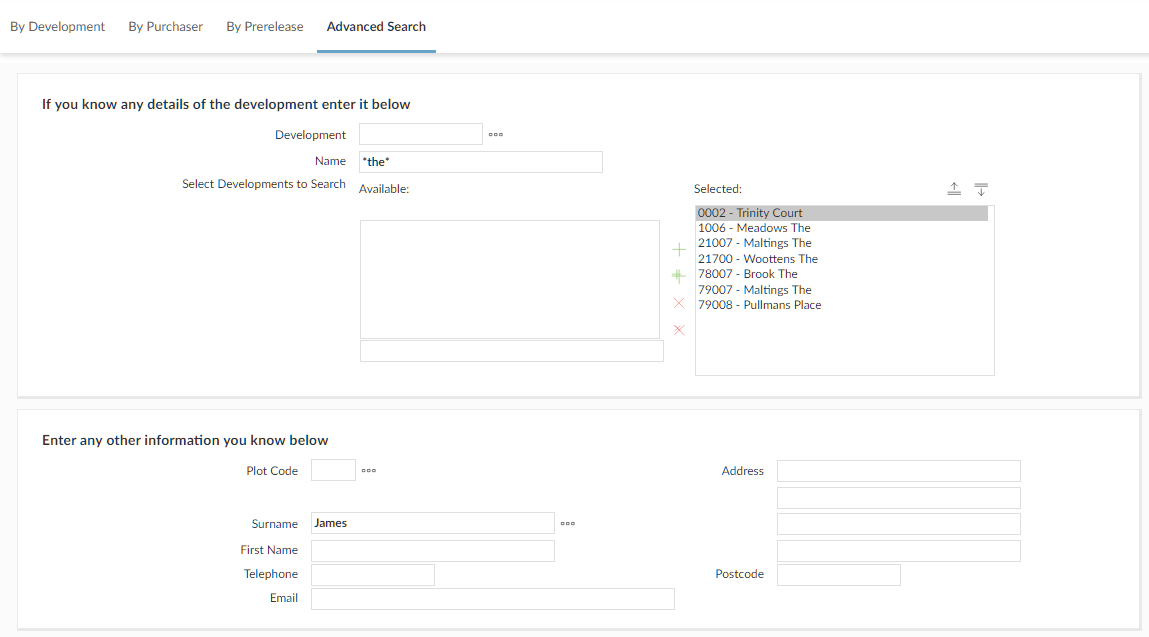 By Development By Purchaser By Prerelease Advanced Search
If you know any details of the development enter it below
Development
Name *the*
Select Developments to Search Available: Selected:
0002 - Trinity Court
1006 - Meadows The
21007 - Maltings The
21700 - Woottens The
78007 - Brook The
79007 - Maltings The
79008 - Pullmans Place
Enter any other information you know below
Plot Code Address
Surname James
First Name
Telephone Postcode
Email